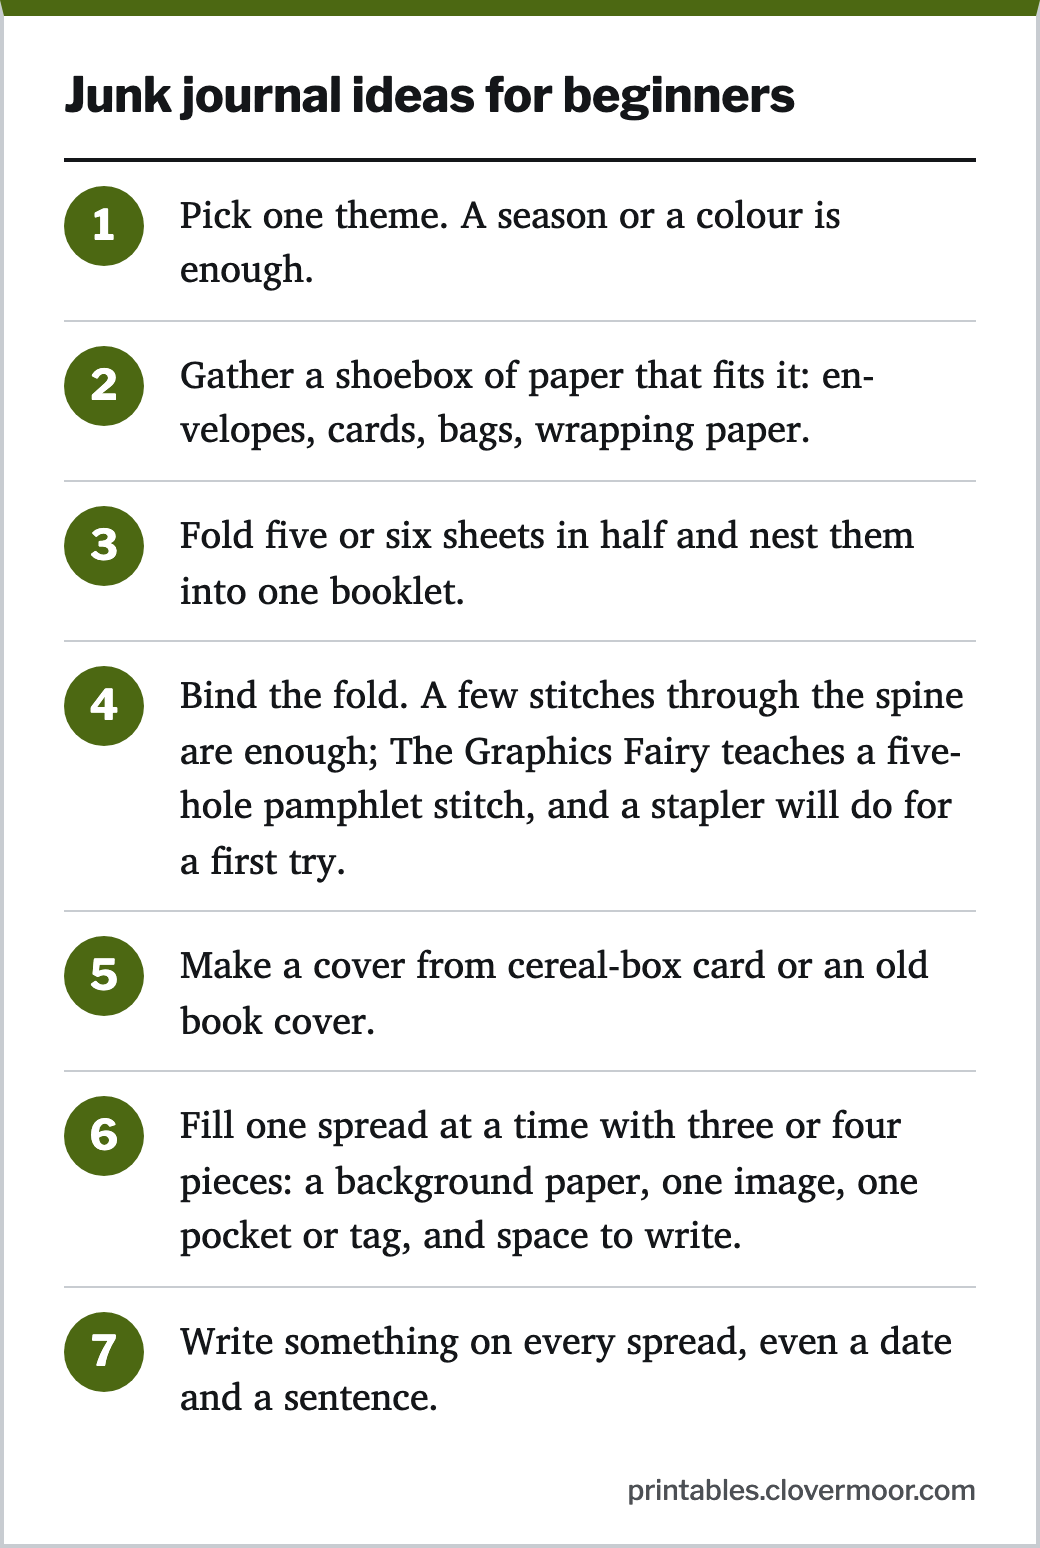 Junk journal ideas for beginners
1
Pick one theme. A season or a colour is
enough.
2
Gather a shoebox of paper that fits it: en-
velopes, cards, bags, wrapping paper.
3
Fold five or six sheets in half and nest them
into one booklet.
4
Bind the fold. A few stitches through the spine
are enough; The Graphics Fairy teaches a five-
hole pamphlet stitch, and a stapler will do for
a first try.
5
Make a cover from cereal-box card or an old
book cover.
6
Fill one spread at a time with three or four
pieces: a background paper, one image, one
pocket or tag, and space to write.
7
Write something on every spread, even a date
and a sentence.
printables.clovermoor.com